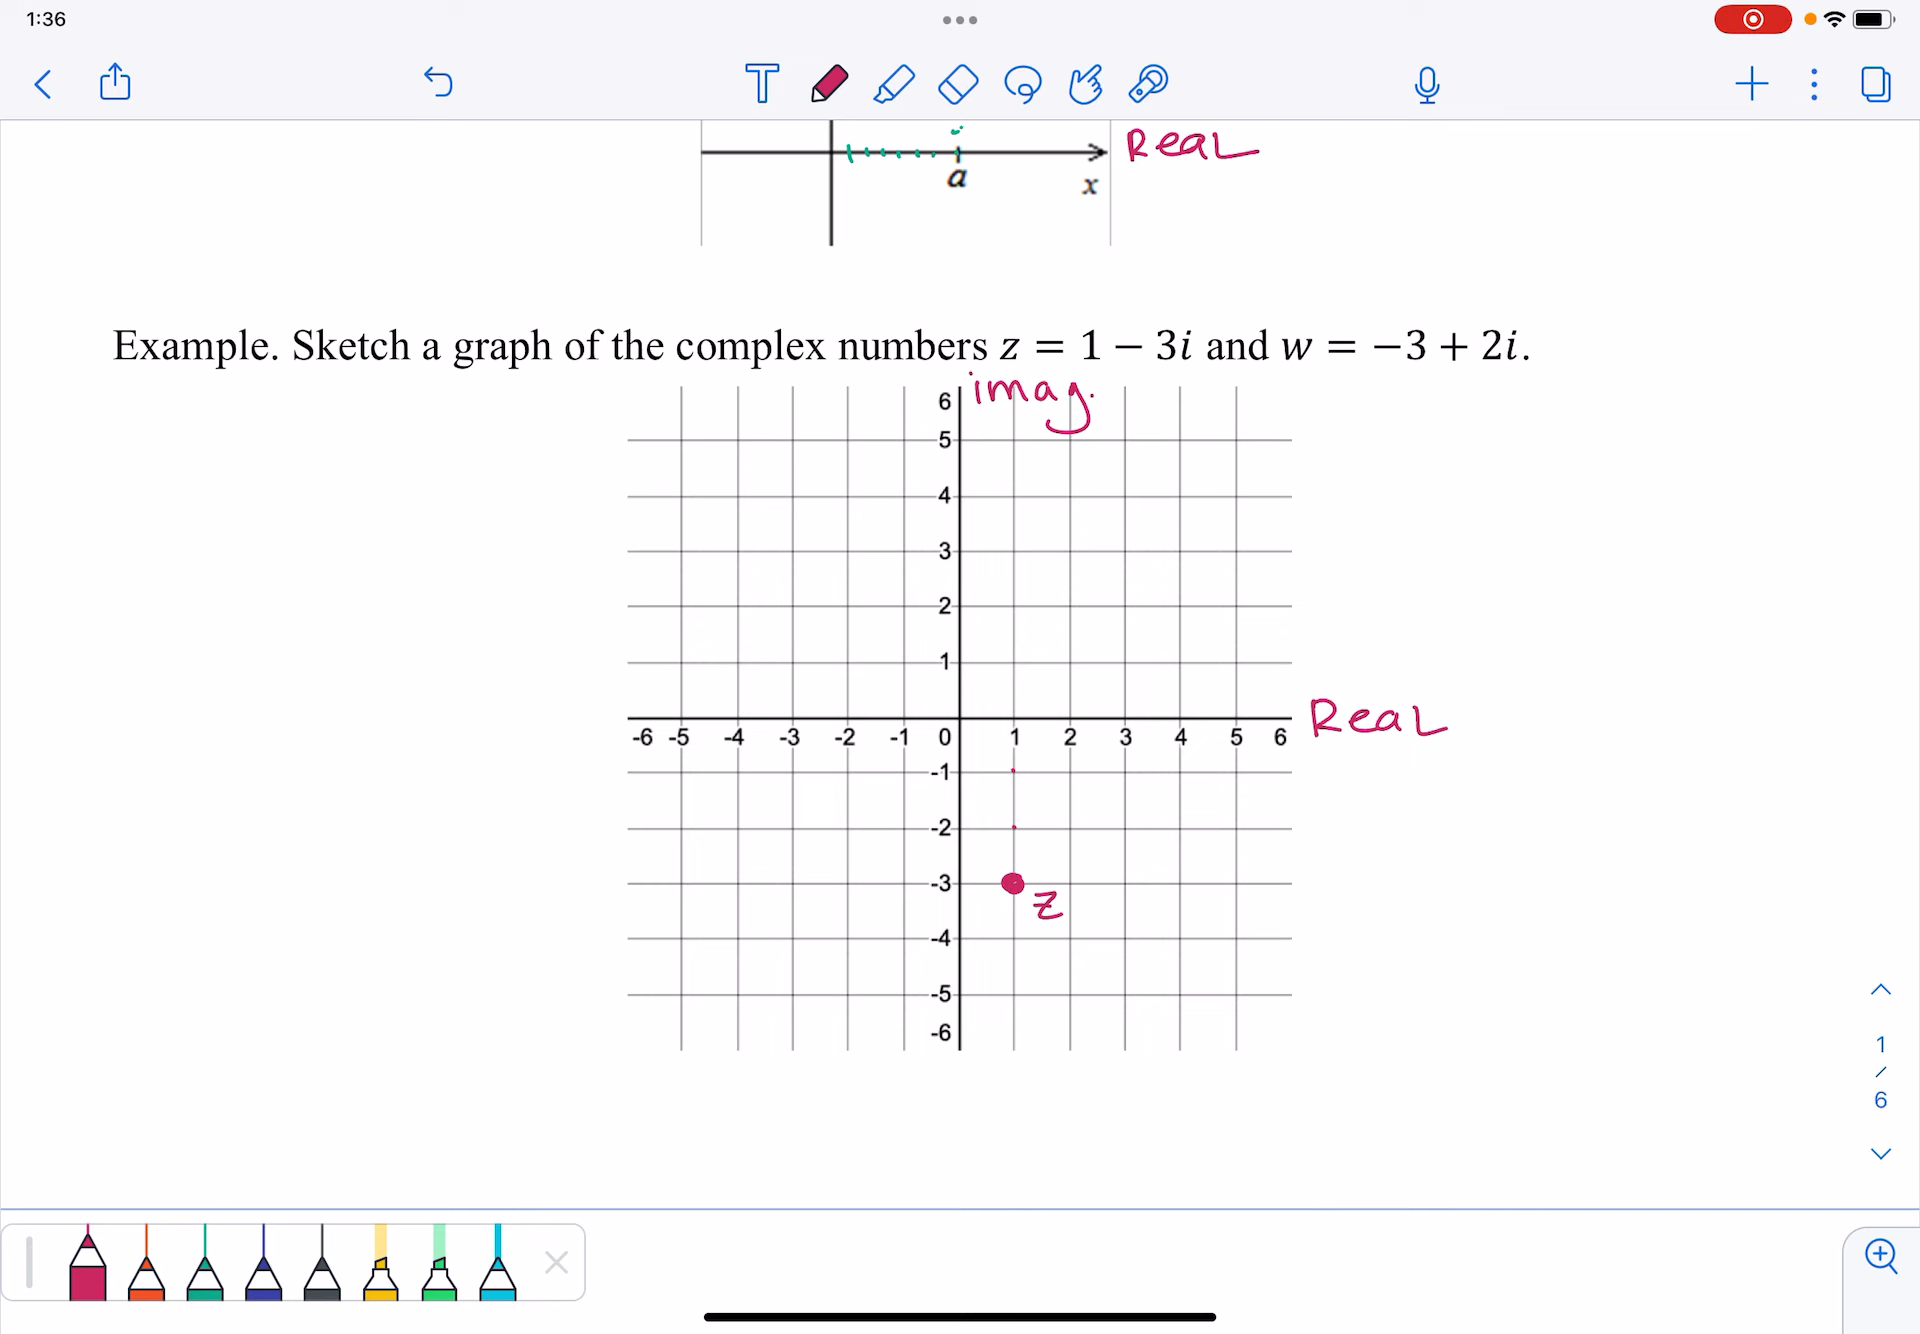 1:36
Real
a
x
Example. Sketch a graph of the complex numbers z = 1 − 3i and w = −3 + 2i.
imag.
6
5
4
3
2
1
-6 -5 -4 -3 -2 -1 0 1 2 3 4 5 6
Real
-1
-2
-3
z
-4
-5
-6
1
/
6